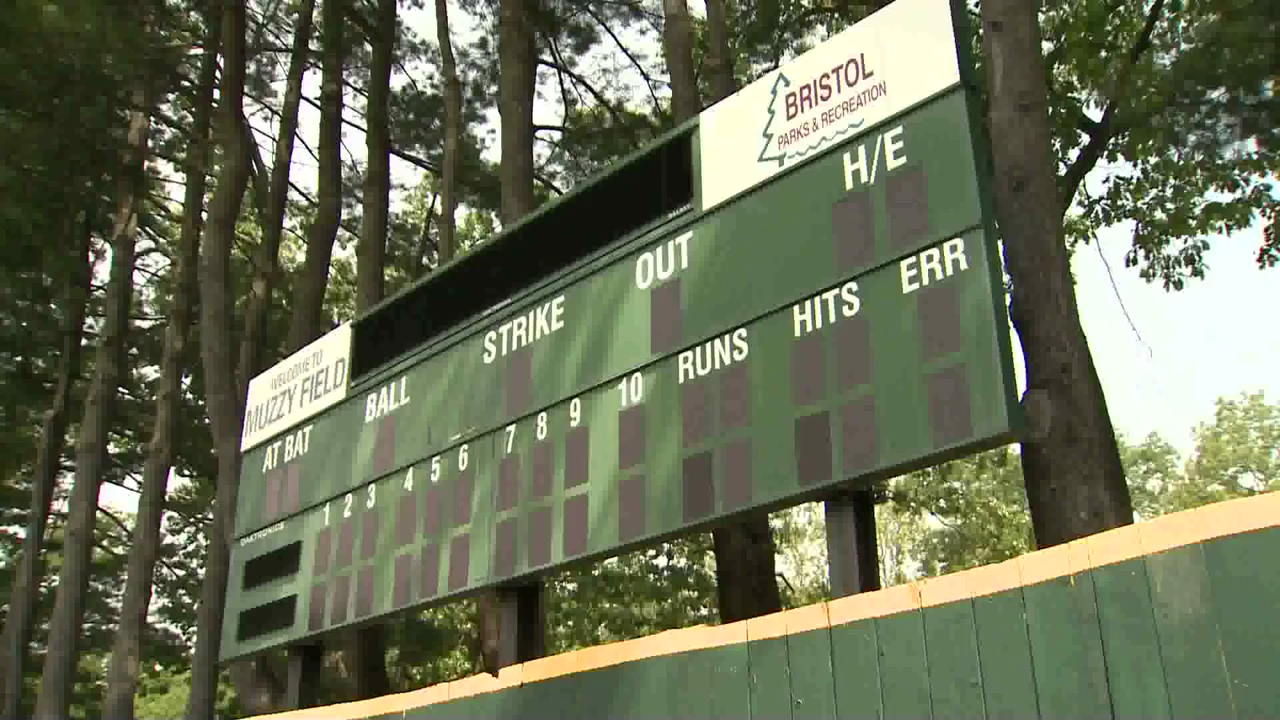 BRISTOL
PARKS & RECREATION
WELCOME TO
MUZZY FIELD
AT BAT BALL STRIKE OUT H/E
1 2 3 4 5 6 7 8 9 10 RUNS HITS ERR
DAKTRONICS